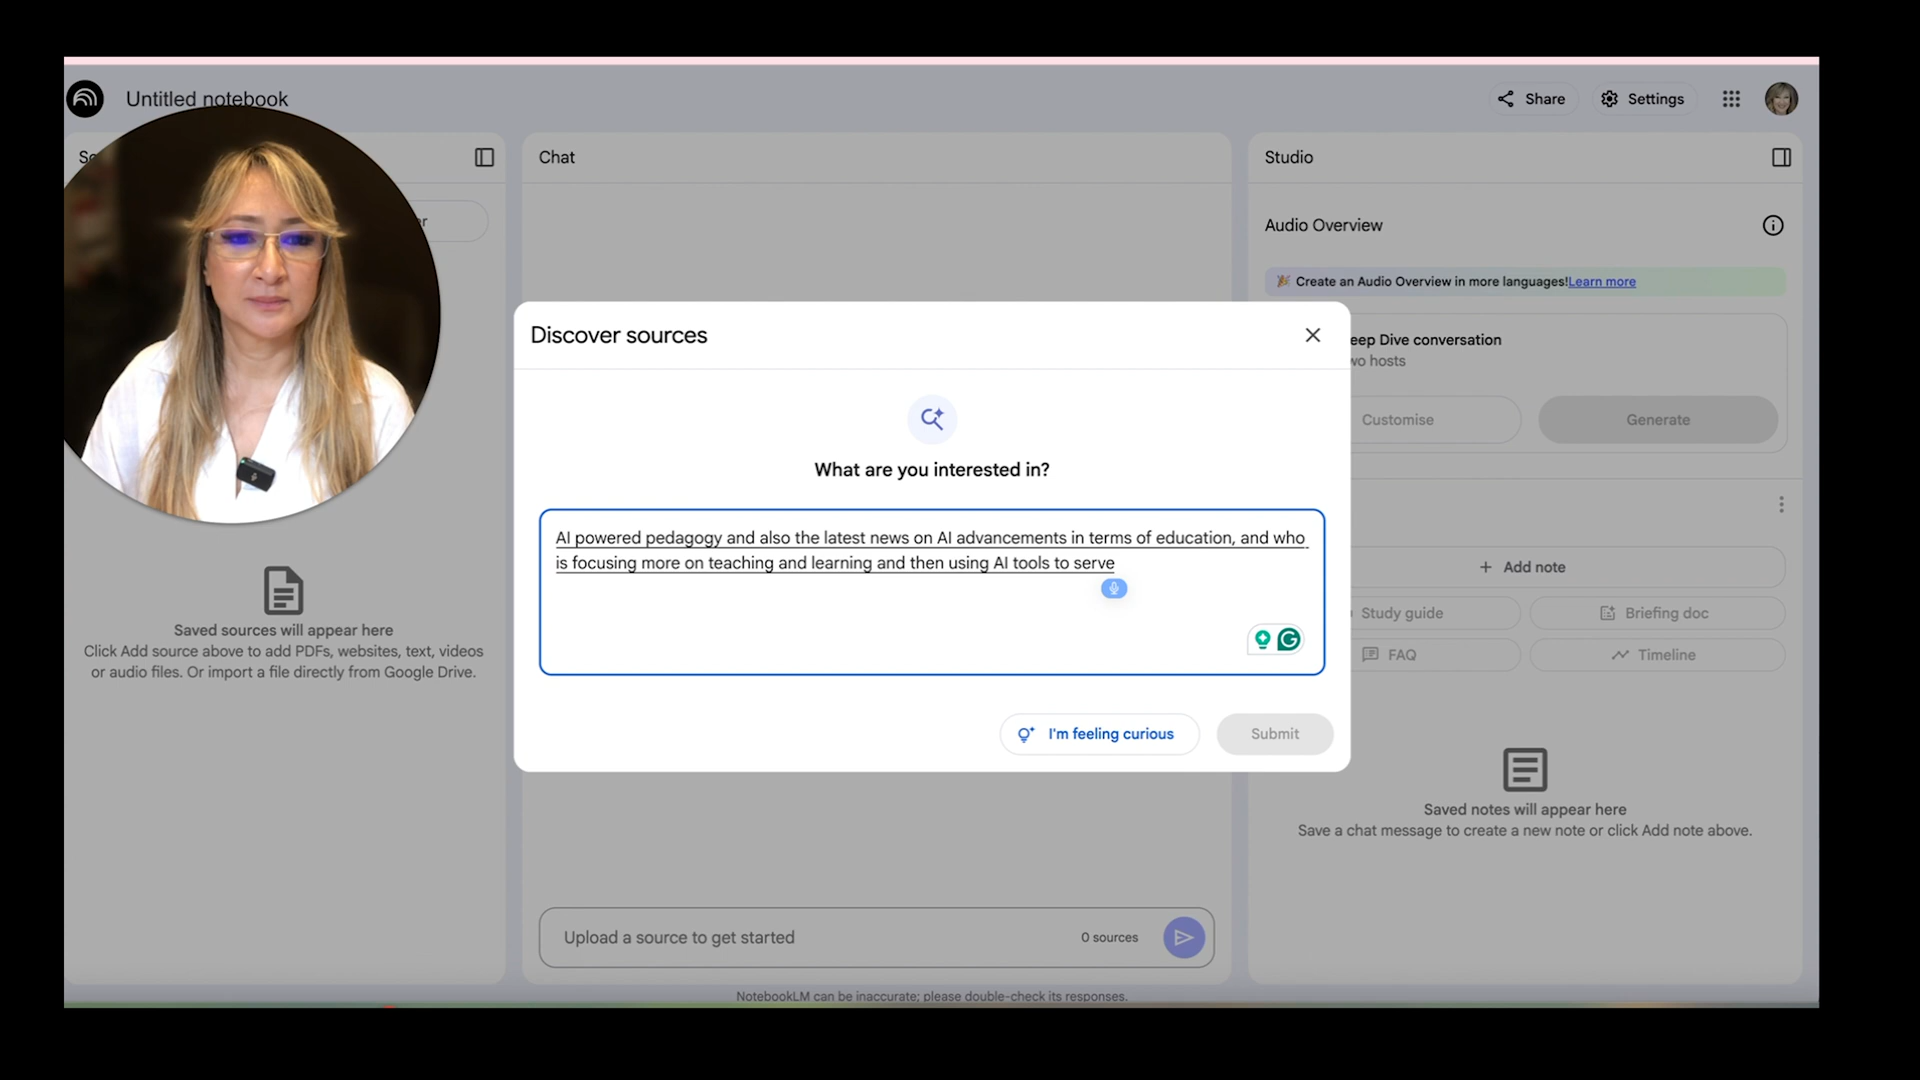 Untitled notebook
Share
Settings
Chat
Studio
Audio Overview
🎉 Create an Audio Overview in more languages!Learn more
Discover sources
eep Dive conversation
wo hosts
Customise
Generate
What are you interested in?
AI powered pedagogy and also the latest news on AI advancements in terms of education, and who
is focusing more on teaching and learning and then using AI tools to serve
+ Add note
Study guide
Briefing doc
FAQ
Timeline
Saved sources will appear here
Click Add source above to add PDFs, websites, text, videos
or audio files. Or import a file directly from Google Drive.
I'm feeling curious
Submit
Saved notes will appear here
Save a chat message to create a new note or click Add note above.
Upload a source to get started
0 sources
NotebookLM can be inaccurate; please double-check its responses.